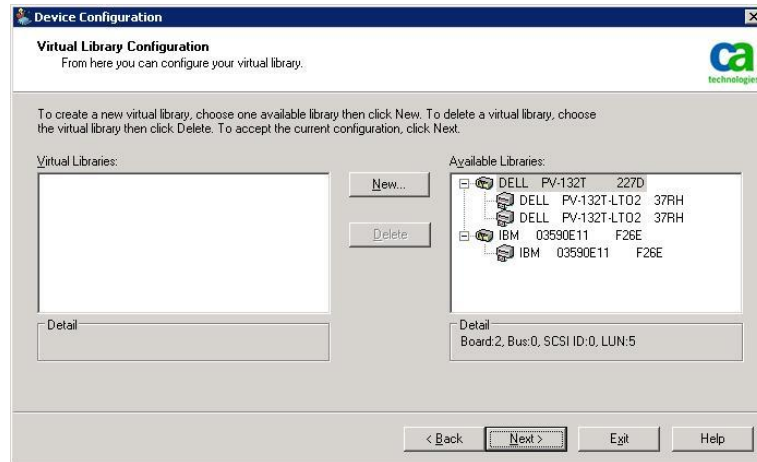 Device Configuration
Virtual Library Configuration
From here you can configure your virtual library.
ca
technologies
To create a new virtual library, choose one available library then click New. To delete a virtual library, choose
the virtual library then click Delete. To accept the current configuration, click Next.
Virtual Libraries:
Available Libraries:
New...
Delete
DELL PV-132T 227D
DELL PV-132T-LTO2 37RH
DELL PV-132T-LTO2 37RH
IBM 03590E11 F26E
IBM 03590E11 F26E
Detail
Detail
Board:2, Bus:0, SCSI ID:0, LUN:5
< Back
Next >
Exit
Help